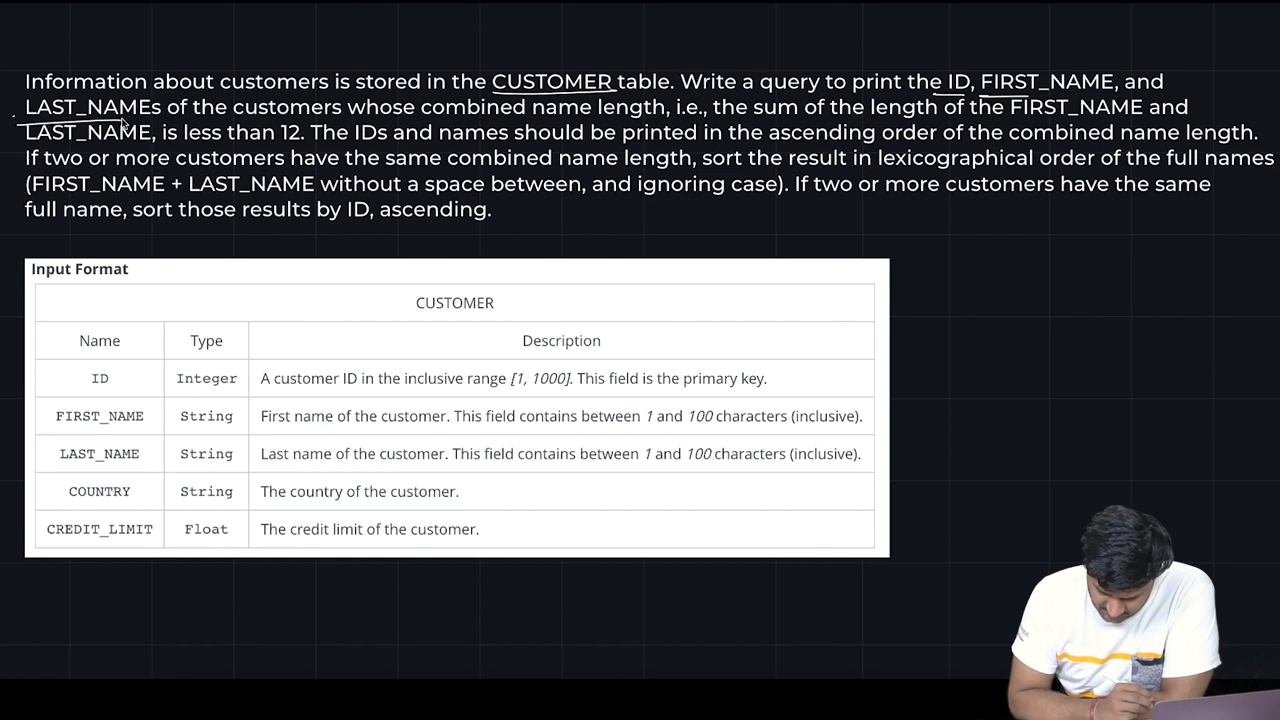 Information about customers is stored in the CUSTOMER table. Write a query to print the ID, FIRST_NAME, and
LAST_NAMEs of the customers whose combined name length, i.e., the sum of the length of the FIRST_NAME and
LAST_NAME, is less than 12. The IDs and names should be printed in the ascending order of the combined name length.
If two or more customers have the same combined name length, sort the result in lexicographical order of the full names
(FIRST_NAME + LAST_NAME without a space between, and ignoring case). If two or more customers have the same
full name, sort those results by ID, ascending.
Input Format
CUSTOMER
Name Type Description
ID Integer A customer ID in the inclusive range [1, 1000]. This field is the primary key.
FIRST_NAME String First name of the customer. This field contains between 1 and 100 characters (inclusive).
LAST_NAME String Last name of the customer. This field contains between 1 and 100 characters (inclusive).
COUNTRY String The country of the customer.
CREDIT_LIMIT Float The credit limit of the customer.